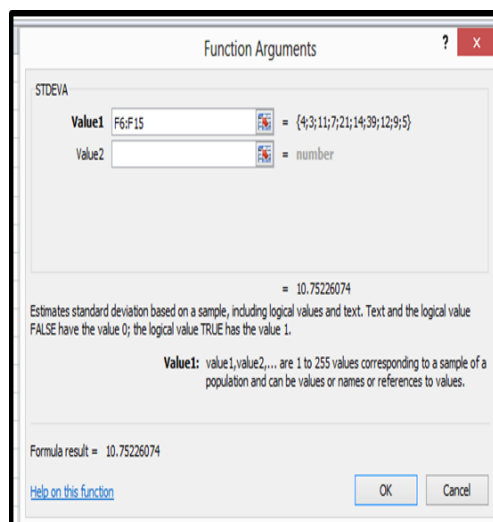 Function Arguments
? x
STDEVA
Value1 F6:F15 = {4;3;11;7;21;14;39;12;9;5}
Value2 = number
= 10.75226074
Estimates standard deviation based on a sample, including logical values and text. Text and the logical value
FALSE have the value 0; the logical value TRUE has the value 1.
Value1: value1,value2,... are 1 to 255 values corresponding to a sample of a
population and can be values or names or references to values.
Formula result = 10.75226074
Help on this function
OK Cancel